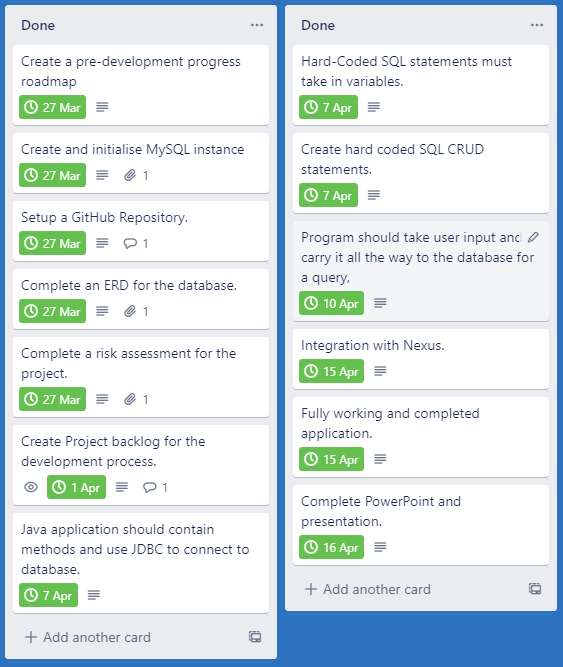 Done
Create a pre-development progress
roadmap
27 Mar
Create and initialise MySQL instance
27 Mar 1
Setup a GitHub Repository.
27 Mar 1
Complete an ERD for the database.
27 Mar 1
Complete a risk assessment for the
project.
27 Mar 1
Create Project backlog for the
development process.
1 Apr 1
Java application should contain
methods and use JDBC to connect to
database.
7 Apr
Add another card
Done
Hard-Coded SQL statements must
take in variables.
7 Apr
Create hard coded SQL CRUD
statements.
7 Apr
Program should take user input and
carry it all the way to the database for
a query,
10 Apr
Integration with Nexus.
15 Apr
Fully working and completed
application.
15 Apr
Complete PowerPoint and
presentation.
16 Apr
Add another card